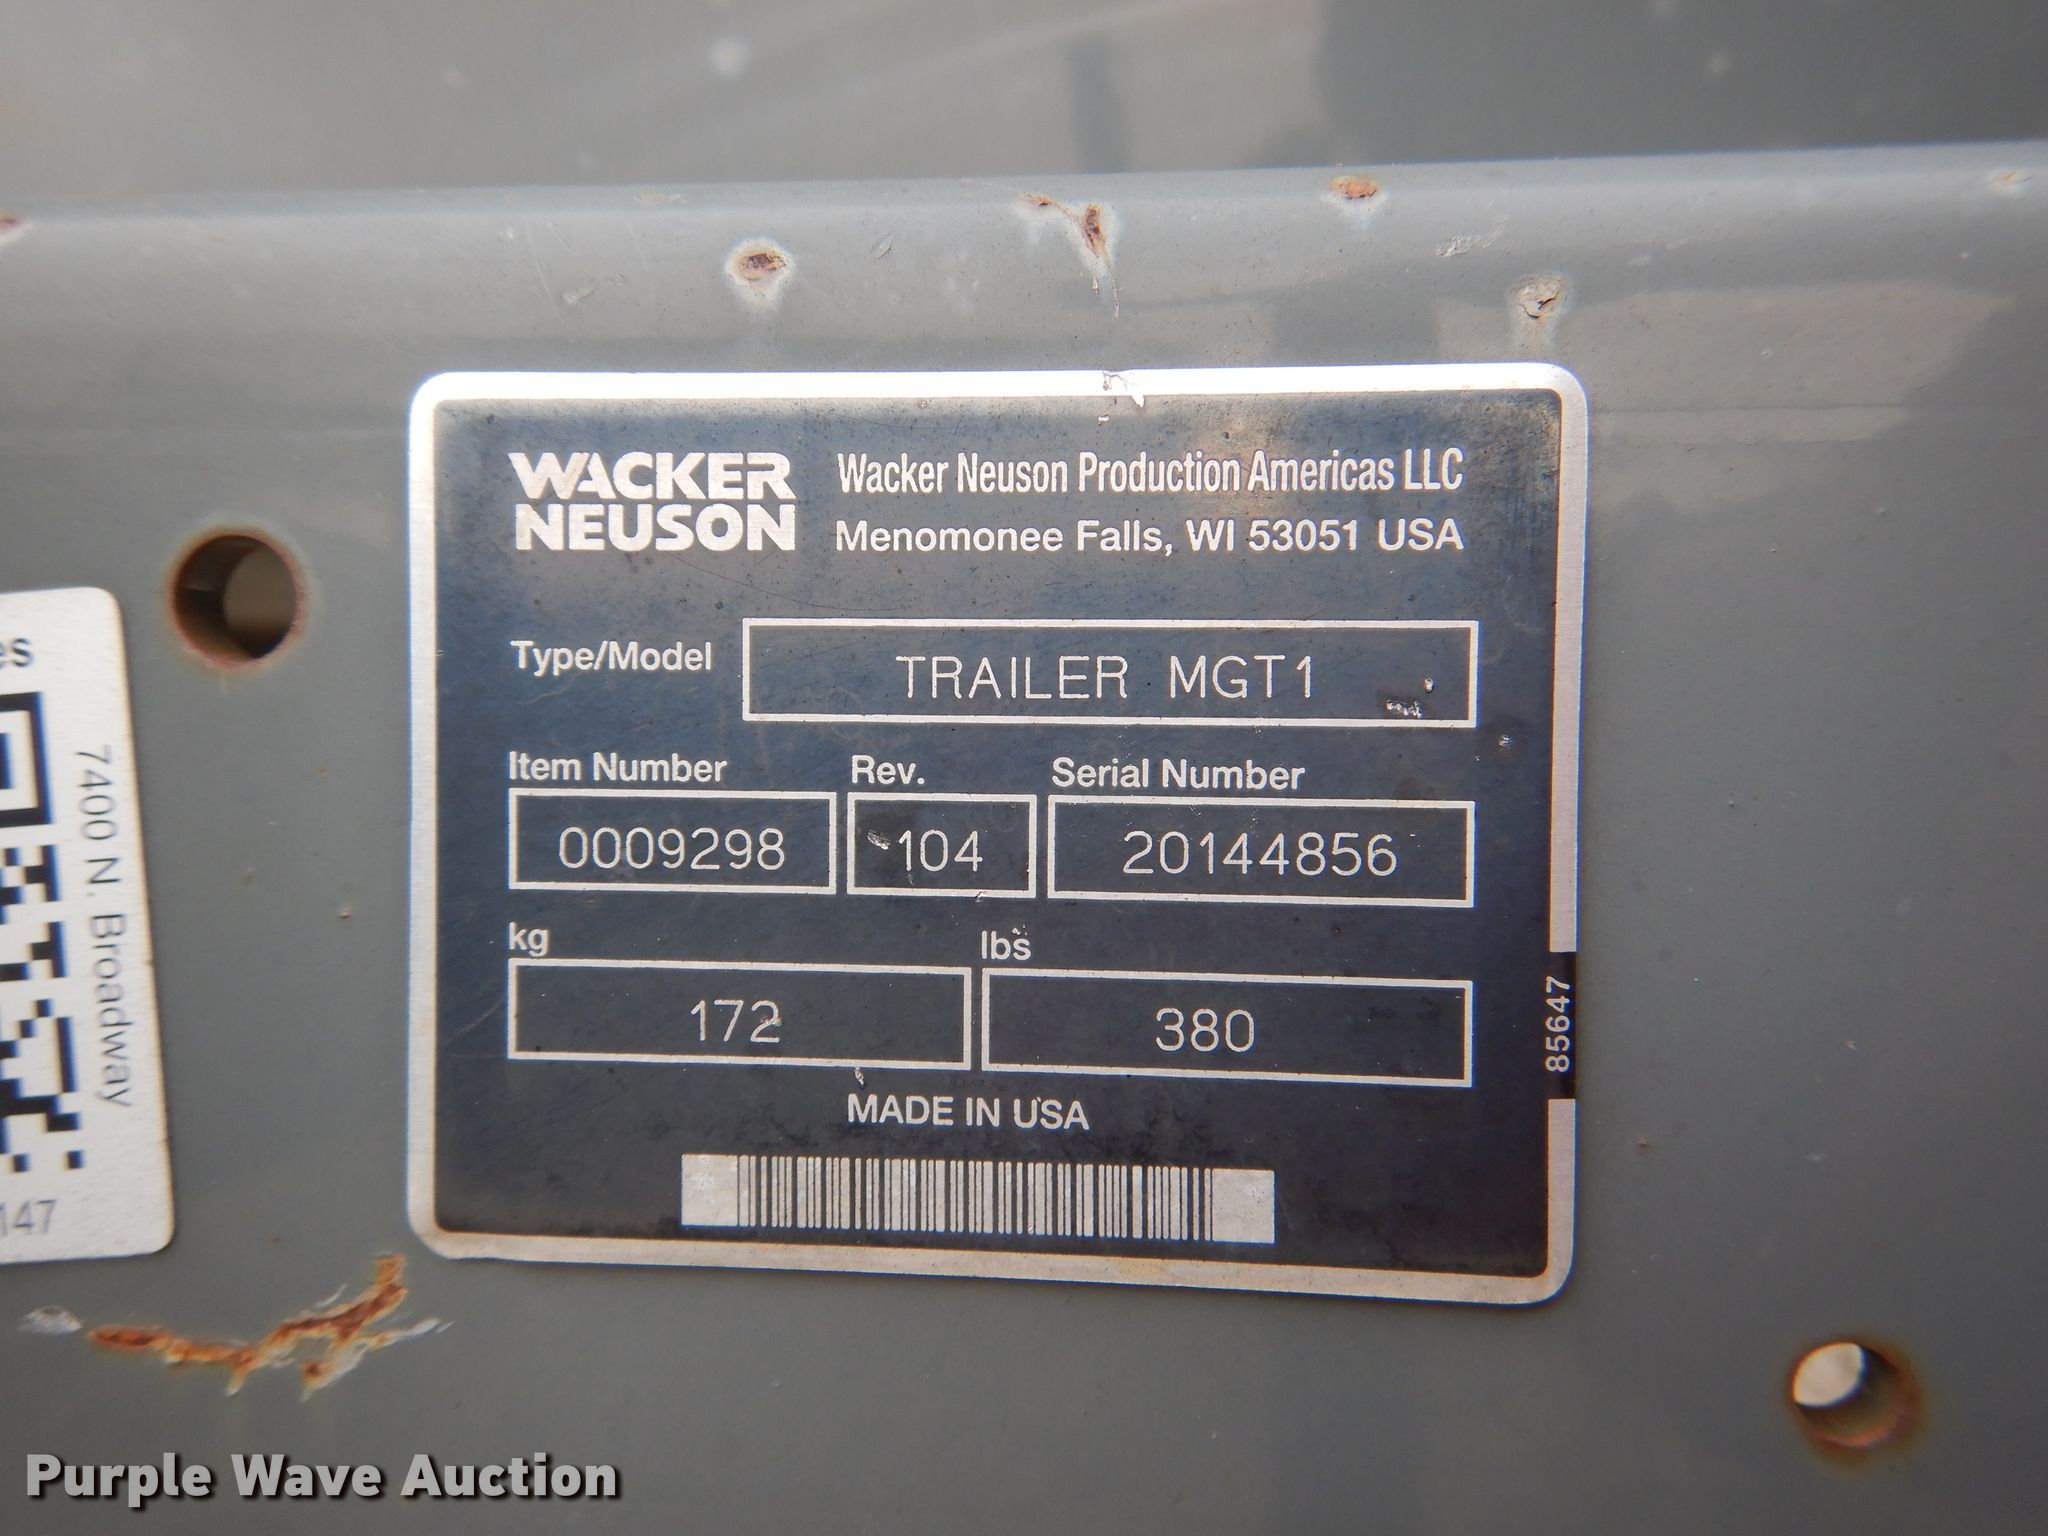 WACKER
NEUSON
Wacker Neuson Production Americas LLC
Menomonee Falls, WI 53051 USA
Type/Model
TRAILER MGT1
Item Number
Rev.
Serial Number
0009298
104
20144856
kg
lbs
172
380
MADE IN USA
85647
7400 N. Broadway
147
Purple Wave Auction